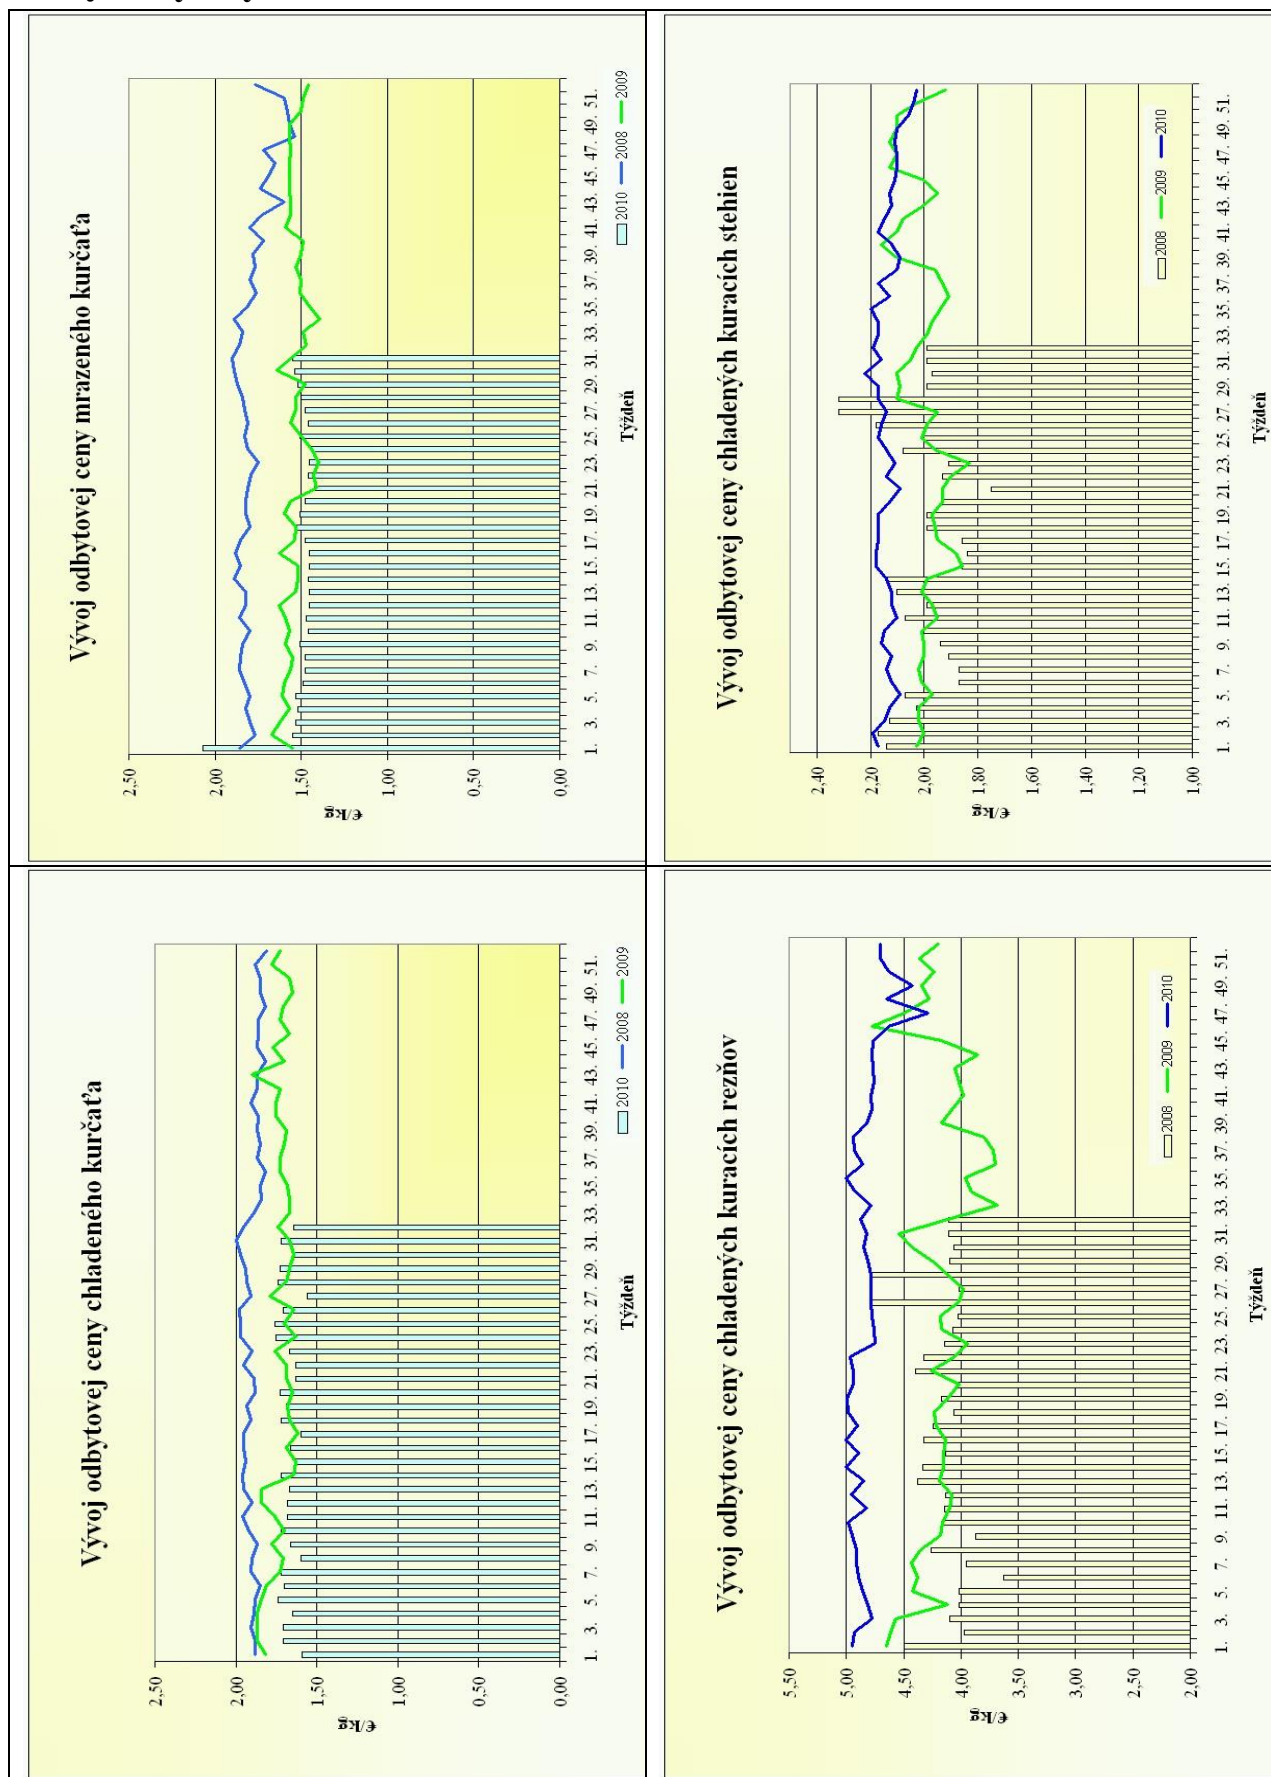 Vývoj odbytovej ceny chladeného kurčaťa
2,50
2,00
1,50
1,00
0,50
0,00
€/kg
1. 3. 5. 7. 9. 11. 13. 15. 17. 19. 21. 23. 25. 27. 29. 31. 33. 35. 37. 39. 41. 43. 45. 47. 49. 51.
Týždeň
2010 2008 2009
Vývoj odbytovej ceny mrazeného kurčaťa
2,50
2,00
1,50
1,00
0,50
0,00
€/kg
1. 3. 5. 7. 9. 11. 13. 15. 17. 19. 21. 23. 25. 27. 29. 31. 33. 35. 37. 39. 41. 43. 45. 47. 49. 51.
Týždeň
2010 2008 2009
Vývoj odbytovej ceny chladených kuracích rezňov
5,50
5,00
4,50
4,00
3,50
3,00
2,50
2,00
€/kg
1. 3. 5. 7. 9. 11. 13. 15. 17. 19. 21. 23. 25. 27. 29. 31. 33. 35. 37. 39. 41. 43. 45. 47. 49. 51.
Týždeň
2008 2009 2010
Vývoj odbytovej ceny chladených kuracích stehien
2,40
2,20
2,00
1,80
1,60
1,40
1,20
1,00
€/kg
1. 3. 5. 7. 9. 11. 13. 15. 17. 19. 21. 23. 25. 27. 29. 31. 33. 35. 37. 39. 41. 43. 45. 47. 49. 51.
Týždeň
2008 2009 2010